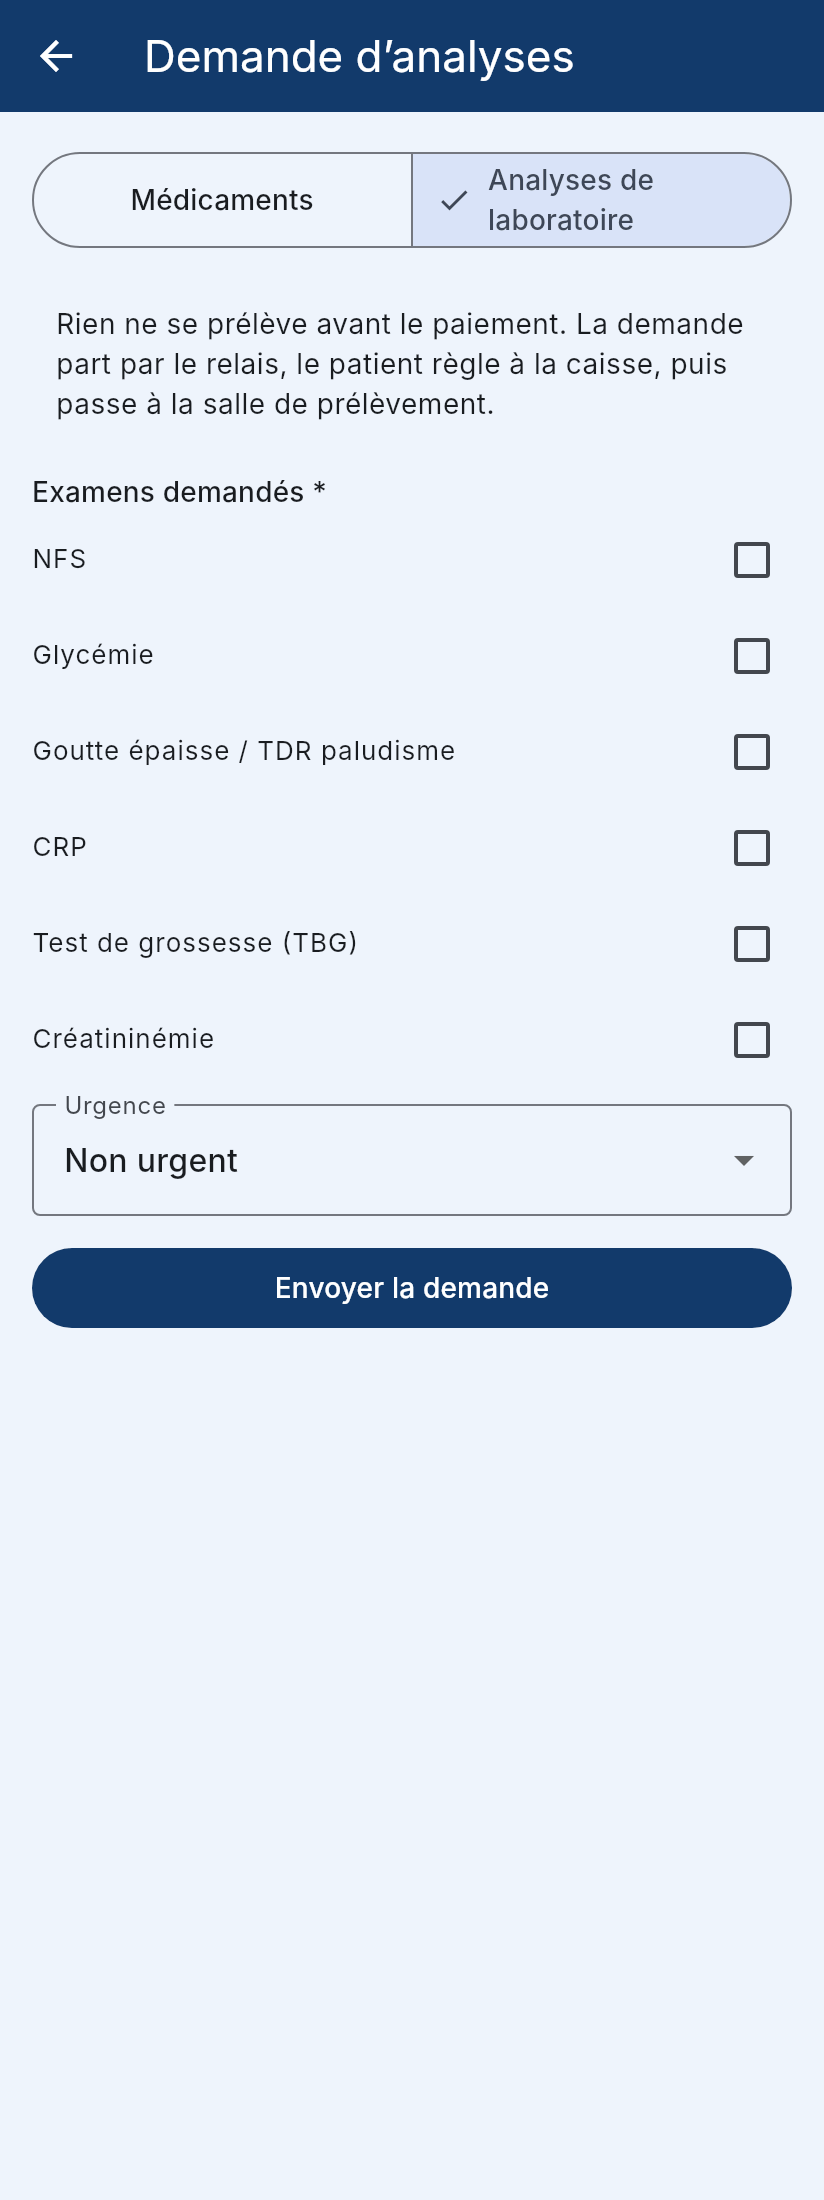 Demande d’analyses
Médicaments
Analyses de
laboratoire
Rien ne se prélève avant le paiement. La demande
part par le relais, le patient règle à la caisse, puis
passe à la salle de prélèvement.
Examens demandés *
NFS
Glycémie
Goutte épaisse / TDR paludisme
CRP
Test de grossesse (TBG)
Créatininémie
Urgence
Non urgent
Envoyer la demande